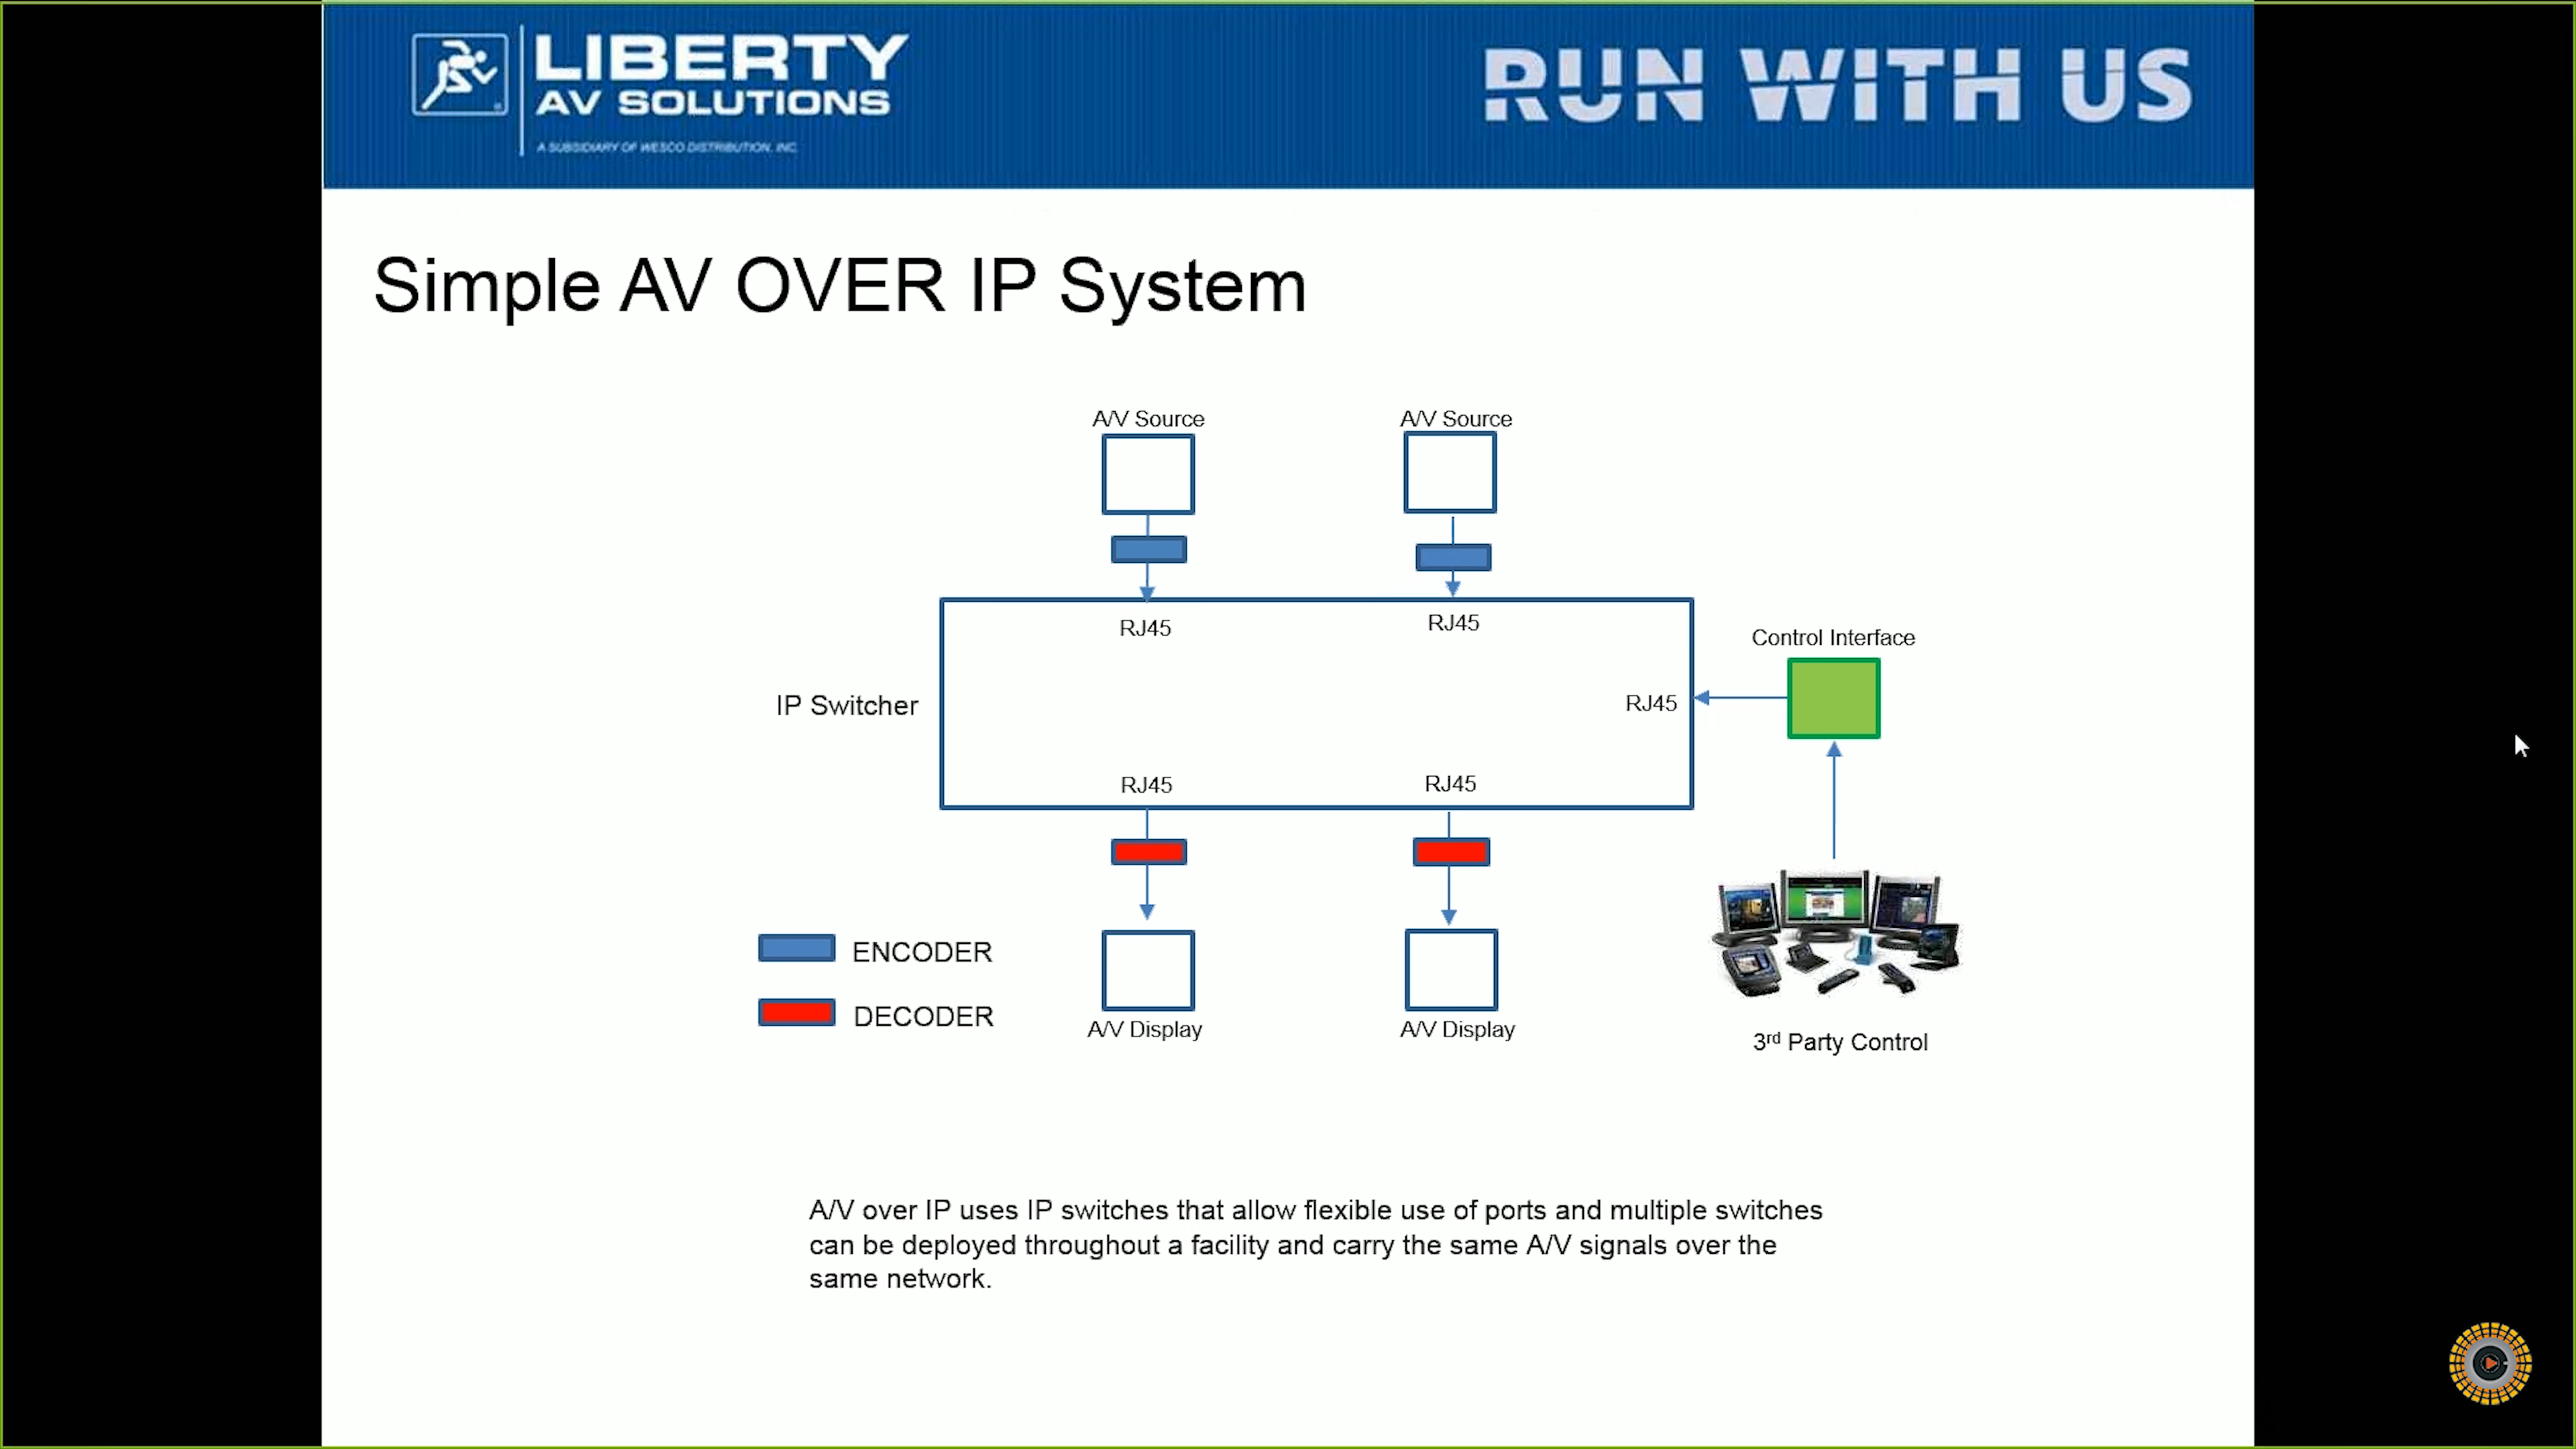 LIBERTY
AV SOLUTIONS
A SUBSIDIARY OF WESCO DISTRIBUTION, INC.
RUN WITH US
Simple AV OVER IP System
A/V Source
A/V Source
RJ45
RJ45
Control Interface
IP Switcher
RJ45
RJ45
RJ45
ENCODER
DECODER
A/V Display
A/V Display
3rd Party Control
A/V over IP uses IP switches that allow flexible use of ports and multiple switches
can be deployed throughout a facility and carry the same A/V signals over the
same network.